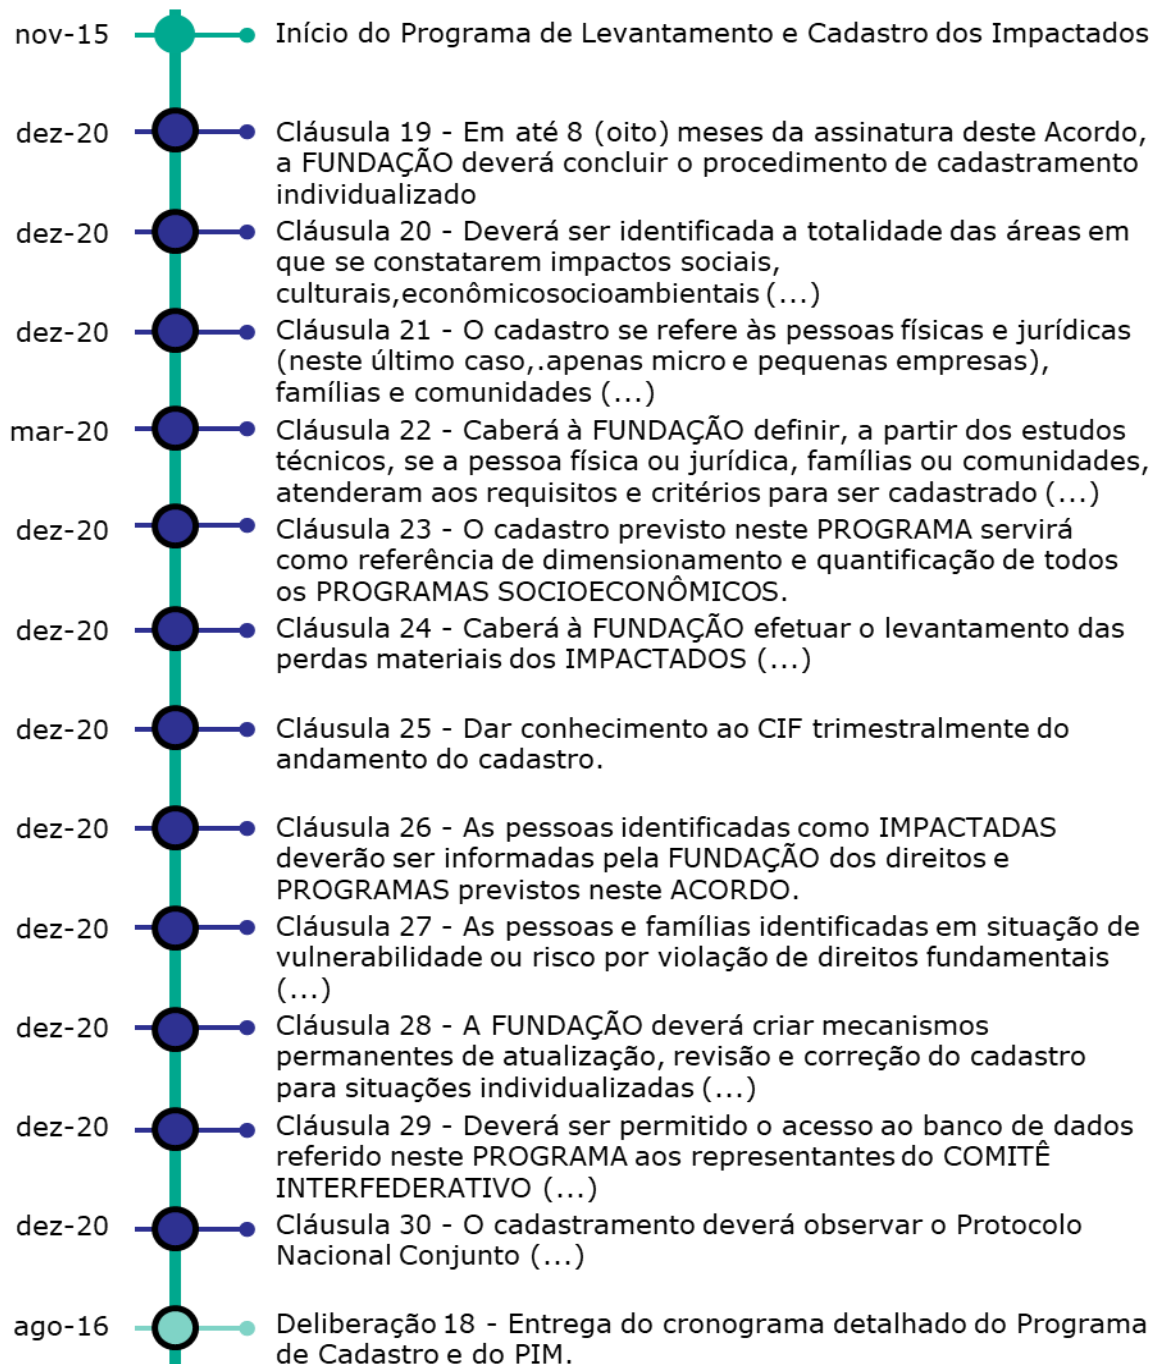 nov-15 Início do Programa de Levantamento e Cadastro dos Impactados
dez-20 Cláusula 19 - Em até 8 (oito) meses da assinatura deste Acordo,
a FUNDAÇÃO deverá concluir o procedimento de cadastramento
individualizado
dez-20 Cláusula 20 - Deverá ser identificada a totalidade das áreas em
que se constatarem impactos sociais,
culturais,econômicosocioambientais (...)
dez-20 Cláusula 21 - O cadastro se refere às pessoas físicas e jurídicas
(neste último caso,.apenas micro e pequenas empresas),
famílias e comunidades (...)
mar-20 Cláusula 22 - Caberá à FUNDAÇÃO definir, a partir dos estudos
técnicos, se a pessoa física ou jurídica, famílias ou comunidades,
atenderam aos requisitos e critérios para ser cadastrado (...)
dez-20 Cláusula 23 - O cadastro previsto neste PROGRAMA servirá
como referência de dimensionamento e quantificação de todos
os PROGRAMAS SOCIOECONÔMICOS.
dez-20 Cláusula 24 - Caberá à FUNDAÇÃO efetuar o levantamento das
perdas materiais dos IMPACTADOS (...)
dez-20 Cláusula 25 - Dar conhecimento ao CIF trimestralmente do
andamento do cadastro.
dez-20 Cláusula 26 - As pessoas identificadas como IMPACTADAS
deverão ser informadas pela FUNDAÇÃO dos direitos e
PROGRAMAS previstos neste ACORDO.
dez-20 Cláusula 27 - As pessoas e famílias identificadas em situação de
vulnerabilidade ou risco por violação de direitos fundamentais
(...)
dez-20 Cláusula 28 - A FUNDAÇÃO deverá criar mecanismos
permanentes de atualização, revisão e correção do cadastro
para situações individualizadas (...)
dez-20 Cláusula 29 - Deverá ser permitido o acesso ao banco de dados
referido neste PROGRAMA aos representantes do COMITÊ
INTERFEDERATIVO (...)
dez-20 Cláusula 30 - O cadastramento deverá observar o Protocolo
Nacional Conjunto (...)
ago-16 Deliberação 18 - Entrega do cronograma detalhado do Programa
de Cadastro e do PIM.